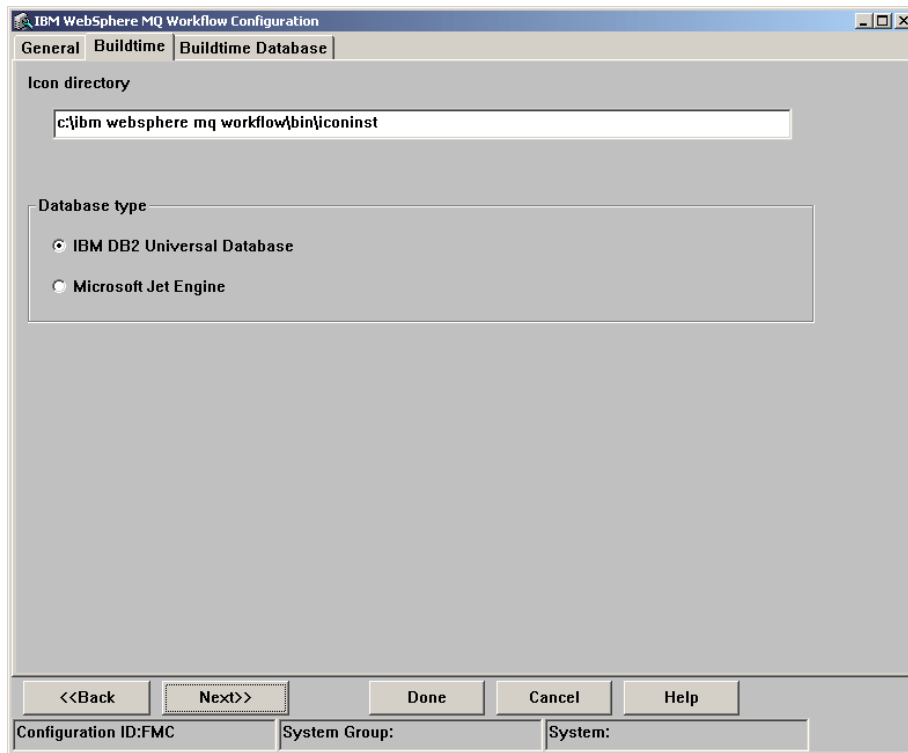 IBM WebSphere MQ Workflow Configuration
General Buildtime Buildtime Database
Icon directory
c:\ibm websphere mq workflow\bin\iconinst
Database type
IBM DB2 Universal Database
Microsoft Jet Engine
<<Back Next>> Done Cancel Help
Configuration ID:FMC System Group: System: